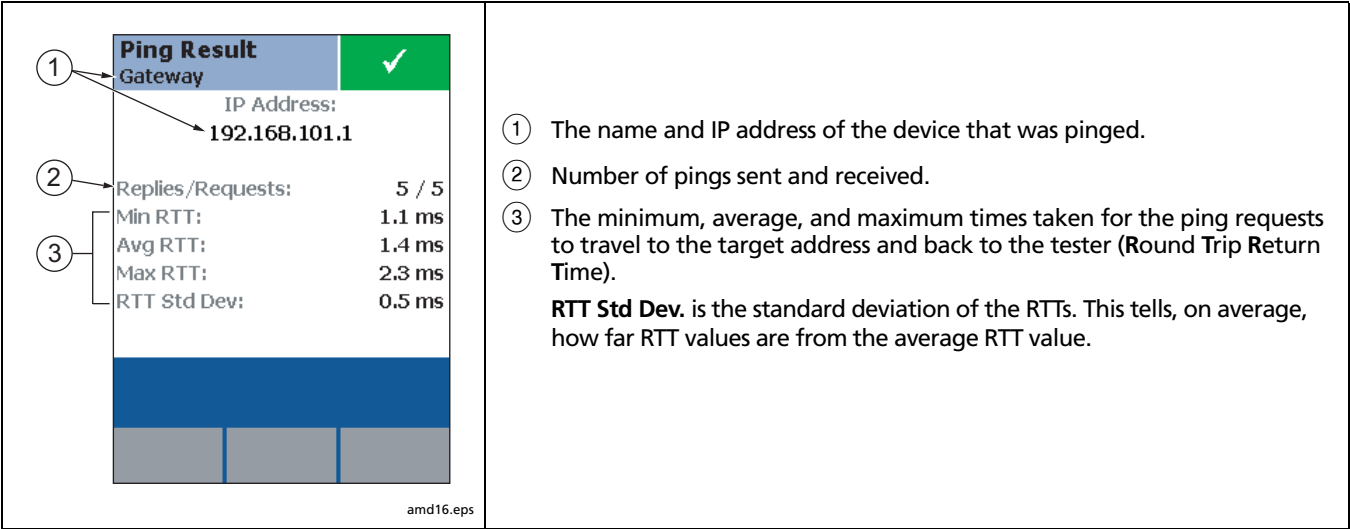 Ping Result
Gateway
✓
1
IP Address:
192.168.101.1
2
Replies/Requests: 5 / 5
Min RTT: 1.1 ms
3
Avg RTT: 1.4 ms
Max RTT: 2.3 ms
RTT Std Dev: 0.5 ms
amd16.eps
1 The name and IP address of the device that was pinged.
2 Number of pings sent and received.
3 The minimum, average, and maximum times taken for the ping requests
to travel to the target address and back to the tester (Round Trip Return
Time).
RTT Std Dev. is the standard deviation of the RTTs. This tells, on average,
how far RTT values are from the average RTT value.